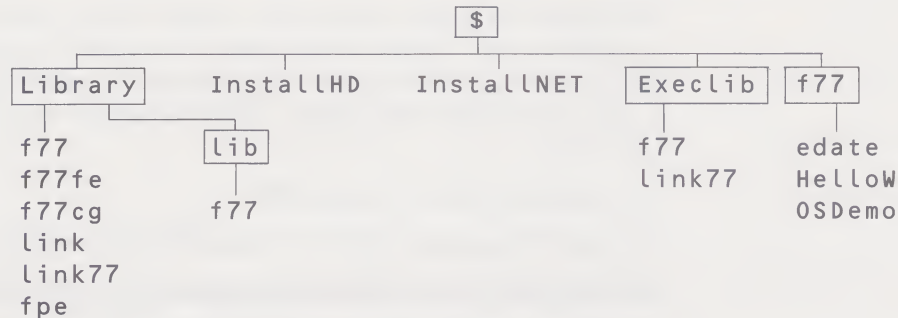 $
Library InstallHD InstallNET Execlib f77
f77 lib f77 edate
f77fe link77 HelloW
f77cg f77 OSDemo
link
link77
fpe